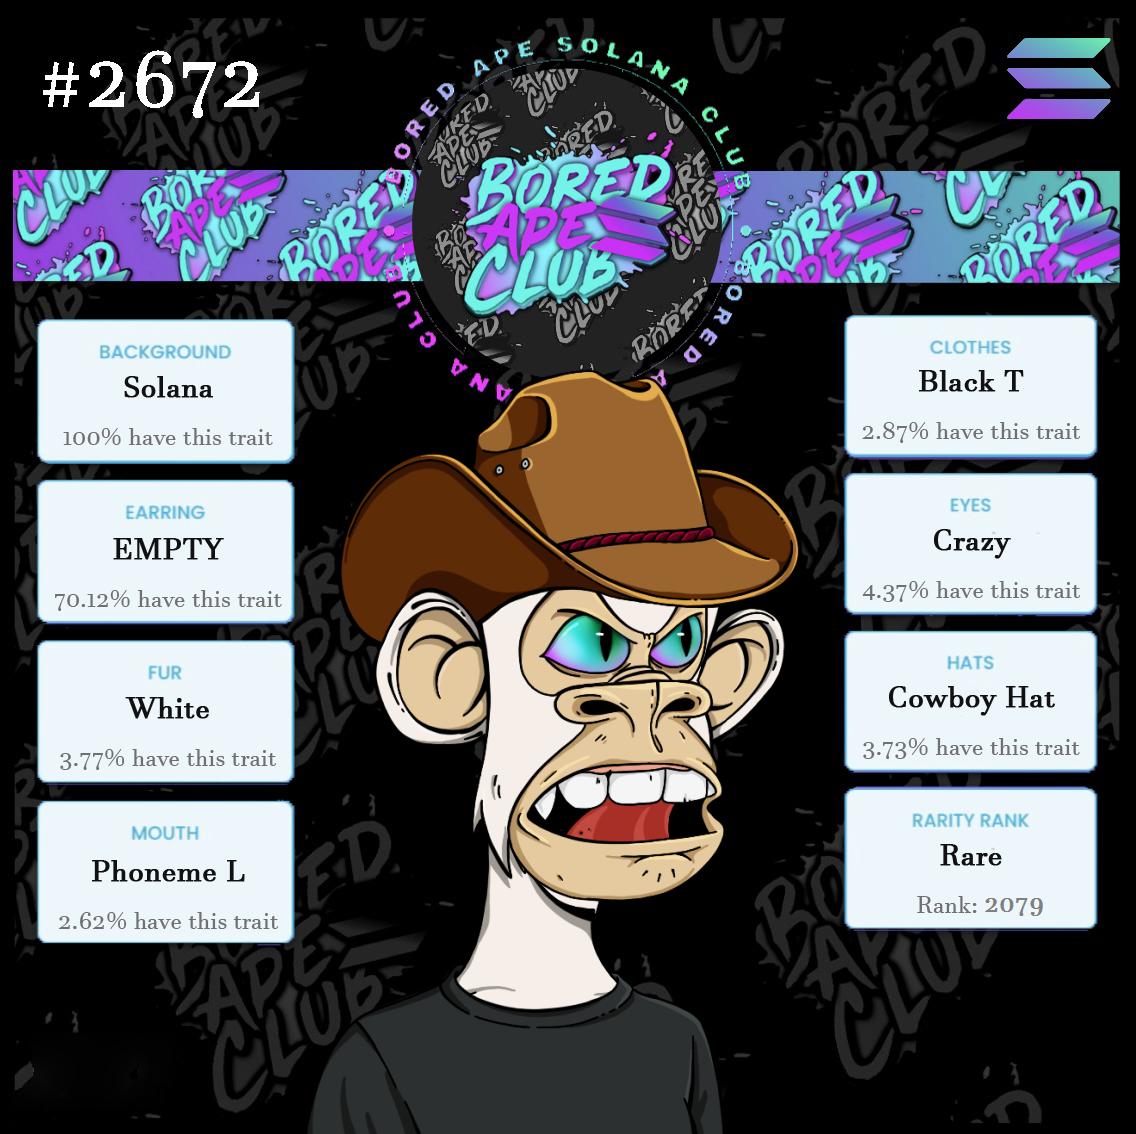 #2672
BORED APE SOLANA CLUB
BORED
APE
CLUB
BACKGROUND
Solana
100% have this trait
EARRING
EMPTY
70.12% have this trait
FUR
White
3.77% have this trait
MOUTH
Phoneme L
2.62% have this trait
CLOTHES
Black T
2.87% have this trait
EYES
Crazy
4.37% have this trait
HATS
Cowboy Hat
3.73% have this trait
RARITY RANK
Rare
Rank: 2079